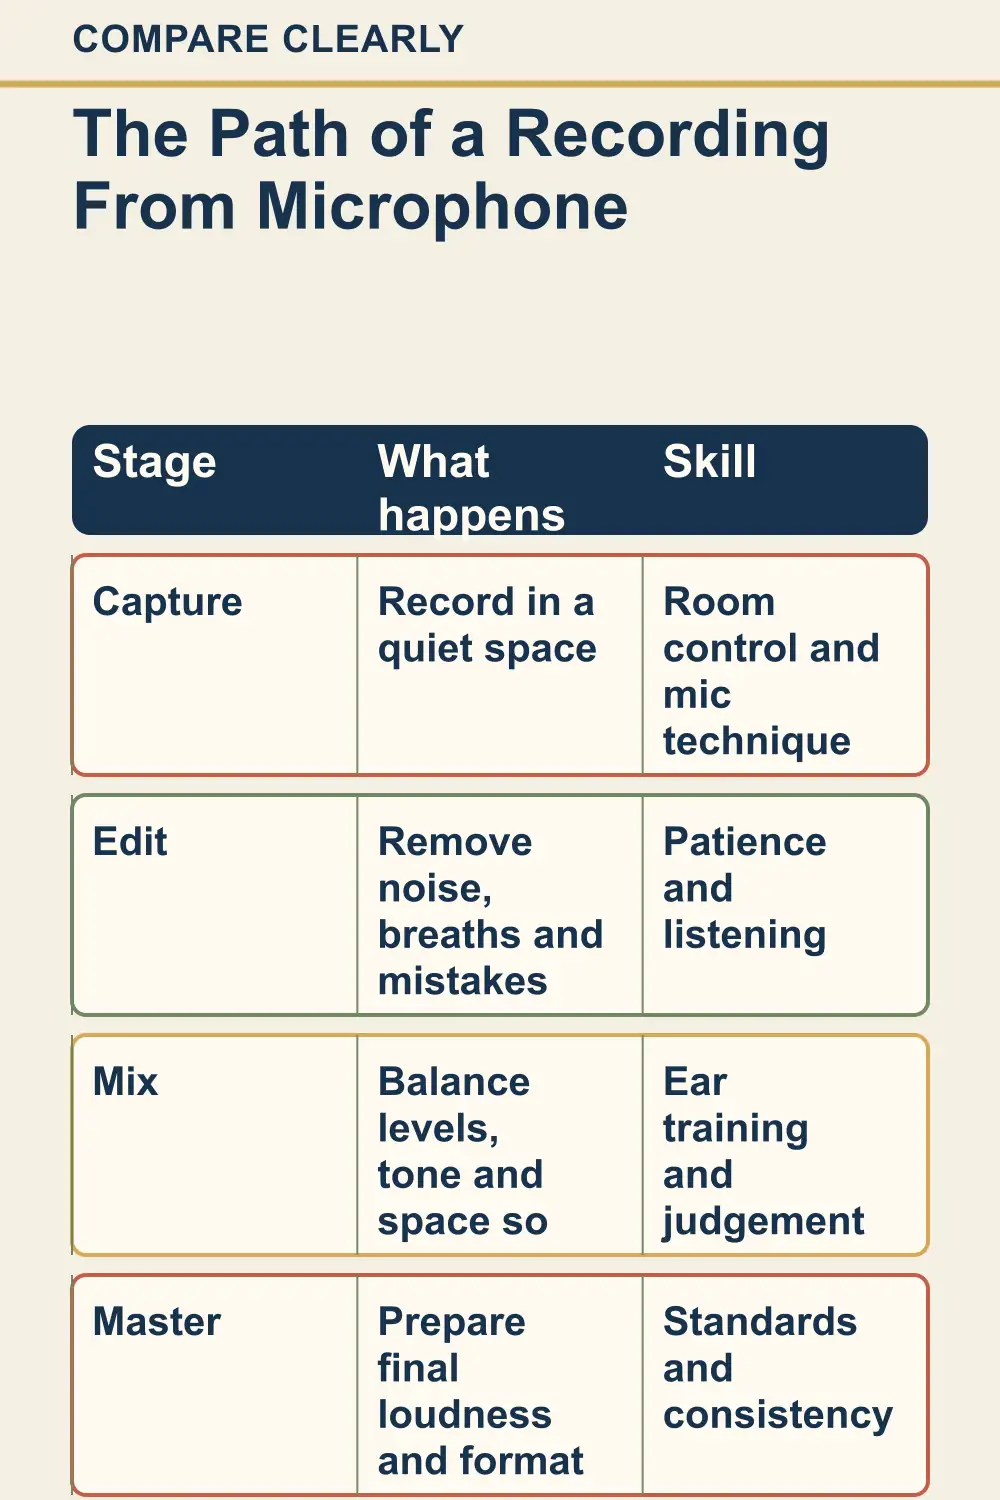 COMPARE CLEARLY
The Path of a Recording
From Microphone
Stage
What
happens
Skill
Capture
Record in a
quiet space
Room
control and
mic
technique
Edit
Remove
noise,
breaths and
mistakes
Patience
and
listening
Mix
Balance
levels,
tone and
space so
Ear
training
and
judgement
Master
Prepare
final
loudness
and format
Standards
and
consistency